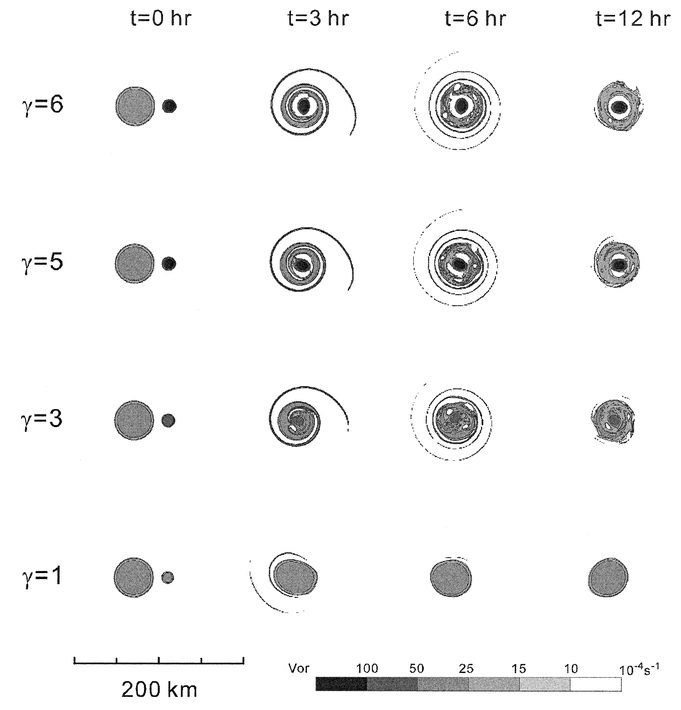 t=0 hr t=3 hr t=6 hr t=12 hr
γ=6
γ=5
γ=3
γ=1
Vor 100 50 25 15 10 10⁻⁴s⁻¹
200 km